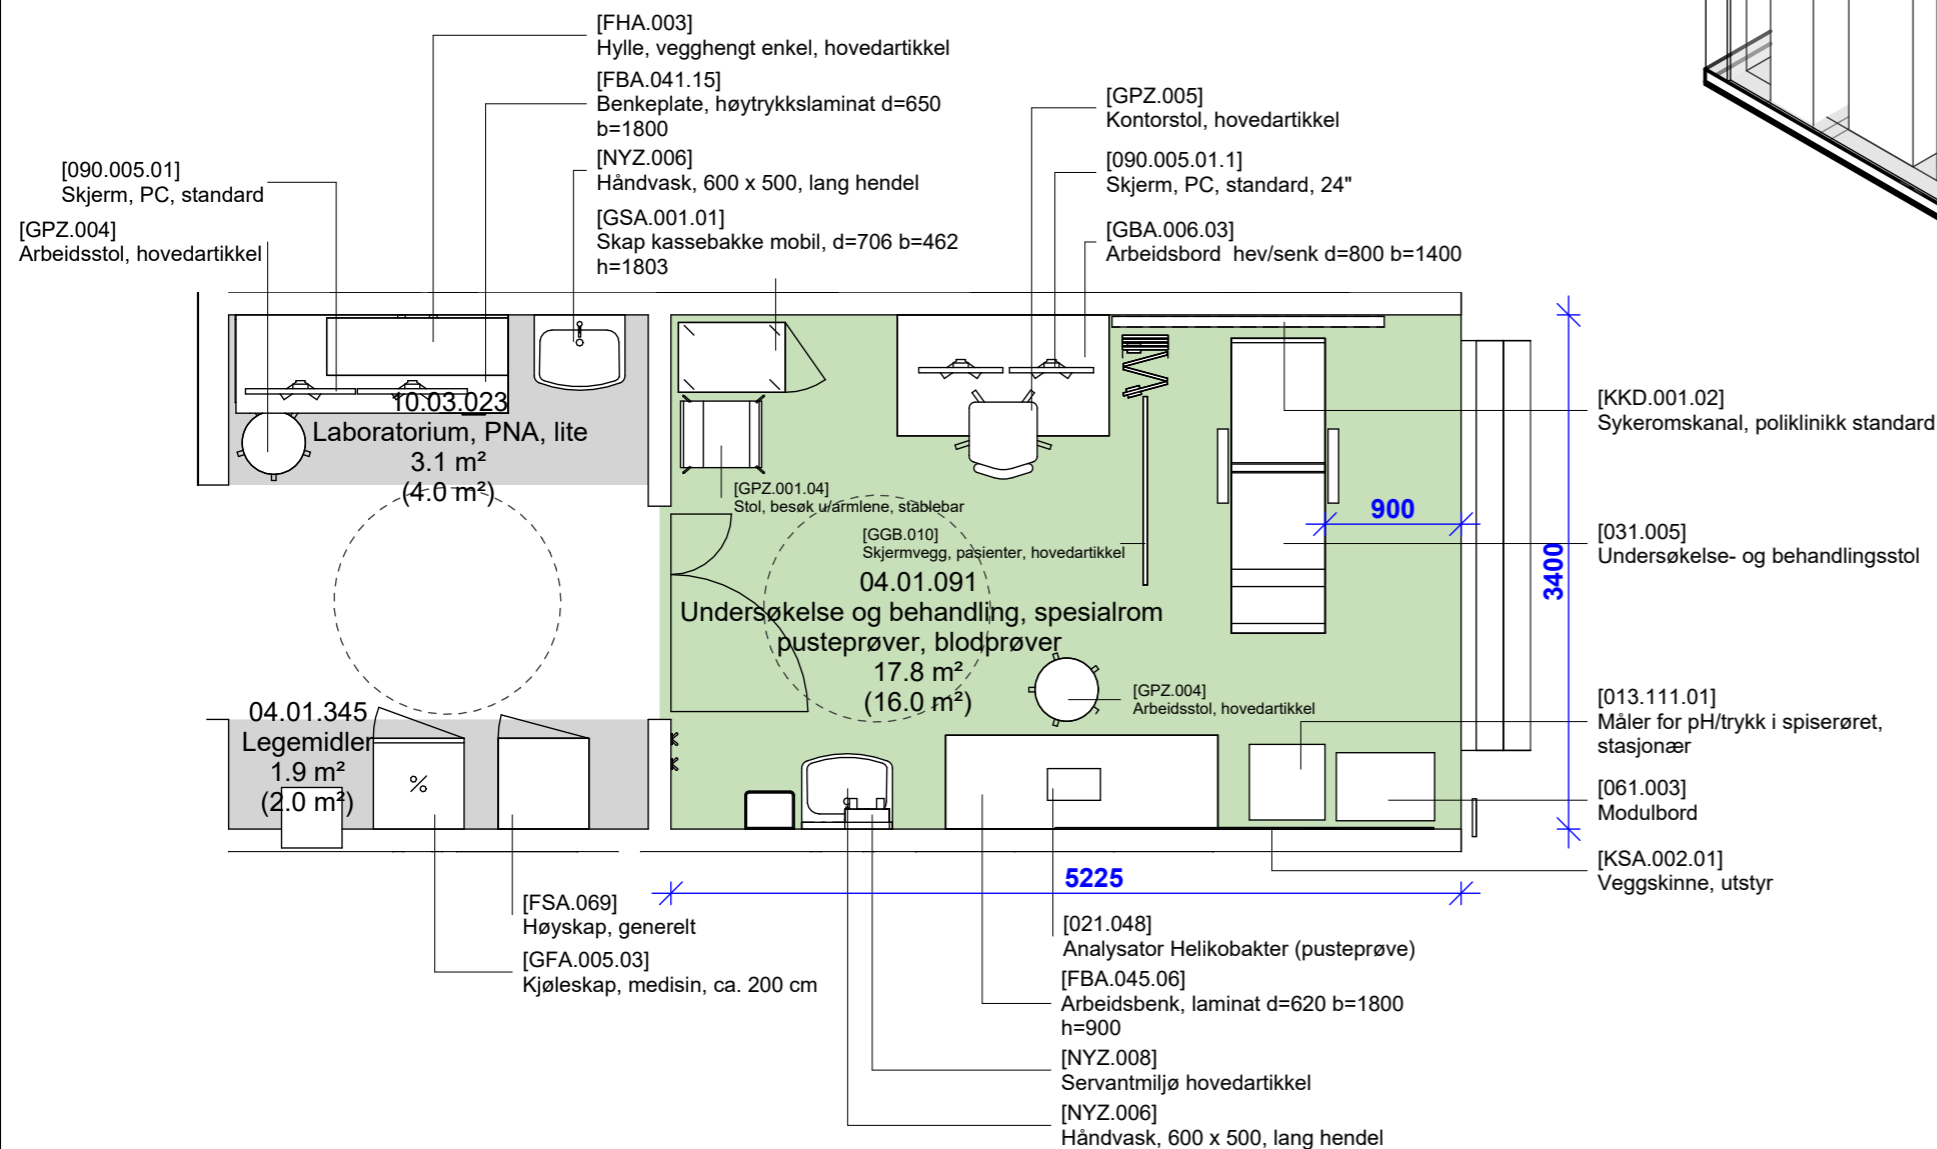 [FHA.003]
Hylle, vegghengt enkel, hovedartikkel
[FBA.041.15]
Benkeplate, høytrykkslaminat d=650
b=1800
[NYZ.006]
Håndvask, 600 x 500, lang hendel
[GSA.001.01]
Skap kassebakke mobil, d=706 b=462
h=1803
[090.005.01]
Skjerm, PC, standard
[GPZ.004]
Arbeidsstol, hovedartikkel
[GPZ.005]
Kontorstol, hovedartikkel
[090.005.01.1]
Skjerm, PC, standard, 24"
[GBA.006.03]
Arbeidsbord hev/senk d=800 b=1400
10.03.023
Laboratorium, PNA, lite
3.1 m²
(4.0 m²)
[GPZ.001.04]
Stol, besøk u/armlene, stablebar
[GGB.010]
Skjermvegg, pasienter, hovedartikkel
04.01.091
Undersøkelse og behandling, spesialrom
pusteprøver, blodprøver
17.8 m²
(16.0 m²)
[GPZ.004]
Arbeidsstol, hovedartikkel
900
3400
[KKD.001.02]
Sykeromskanal, poliklinikk standard
[031.005]
Undersøkelse- og behandlingsstol
[013.111.01]
Måler for pH/trykk i spiserøret,
stasjonær
[061.003]
Modulbord
[KSA.002.01]
Veggskinne, utstyr
04.01.345
Legemidler
1.9 m²
(2.0 m²)
%
5225
[FSA.069]
Høyskap, generelt
[GFA.005.03]
Kjøleskap, medisin, ca. 200 cm
[021.048]
Analysator Helikobakter (pusteprøve)
[FBA.045.06]
Arbeidsbenk, laminat d=620 b=1800
h=900
[NYZ.008]
Servantmiljø hovedartikkel
[NYZ.006]
Håndvask, 600 x 500, lang hendel